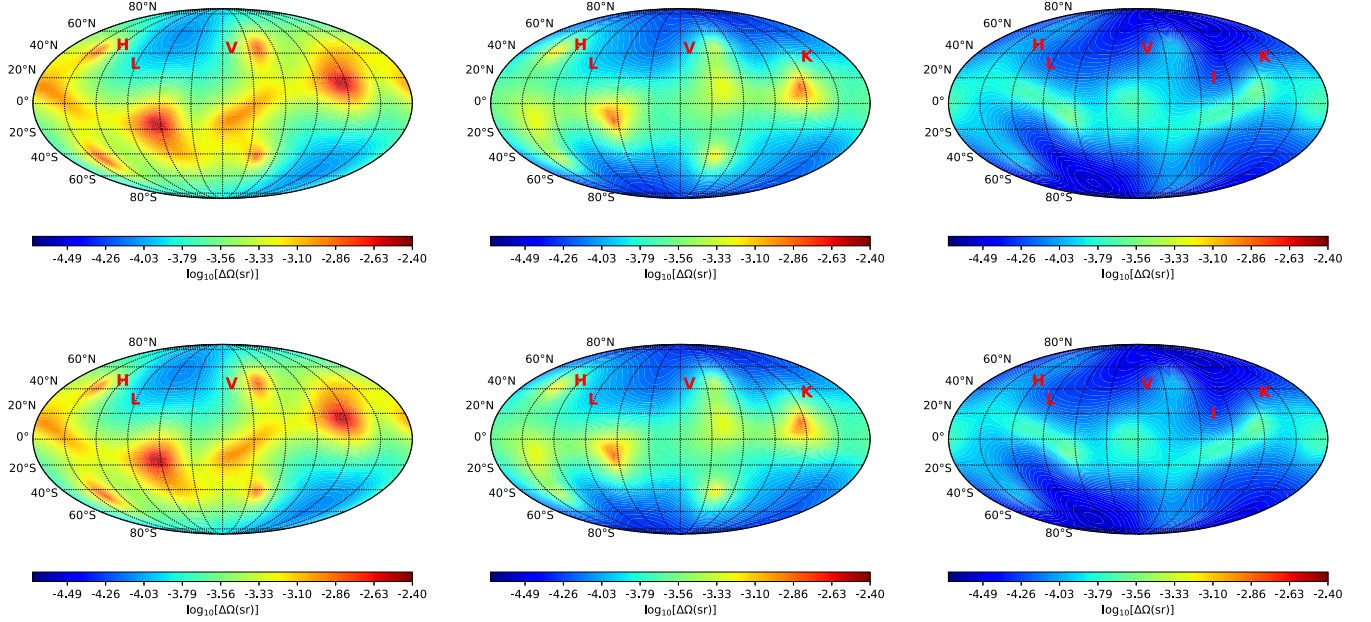 80°N 80°N 80°N
60°N 60°N 60°N
40°N H V 40°N H V K 40°N H V K
20°N L 20°N L 20°N L I
0° 0° 0°
20°S 20°S 20°S
40°S 40°S 40°S
60°S 60°S 60°S
80°S 80°S 80°S
-4.49 -4.26 -4.03 -3.79 -3.56 -3.33 -3.10 -2.86 -2.63 -2.40 -4.49 -4.26 -4.03 -3.79 -3.56 -3.33 -3.10 -2.86 -2.63 -2.40 -4.49 -4.26 -4.03 -3.79 -3.56 -3.33 -3.10 -2.86 -2.63 -2.40
log₁₀[ΔΩ(sr)] log₁₀[ΔΩ(sr)] log₁₀[ΔΩ(sr)]
80°N 80°N 80°N
60°N 60°N 60°N
40°N H V 40°N H V K 40°N H V K
20°N L 20°N L 20°N L I
0° 0° 0°
20°S 20°S 20°S
40°S 40°S 40°S
60°S 60°S 60°S
80°S 80°S 80°S
-4.49 -4.26 -4.03 -3.79 -3.56 -3.33 -3.10 -2.86 -2.63 -2.40 -4.49 -4.26 -4.03 -3.79 -3.56 -3.33 -3.10 -2.86 -2.63 -2.40 -4.49 -4.26 -4.03 -3.79 -3.56 -3.33 -3.10 -2.86 -2.63 -2.40
log₁₀[ΔΩ(sr)] log₁₀[ΔΩ(sr)] log₁₀[ΔΩ(sr)]